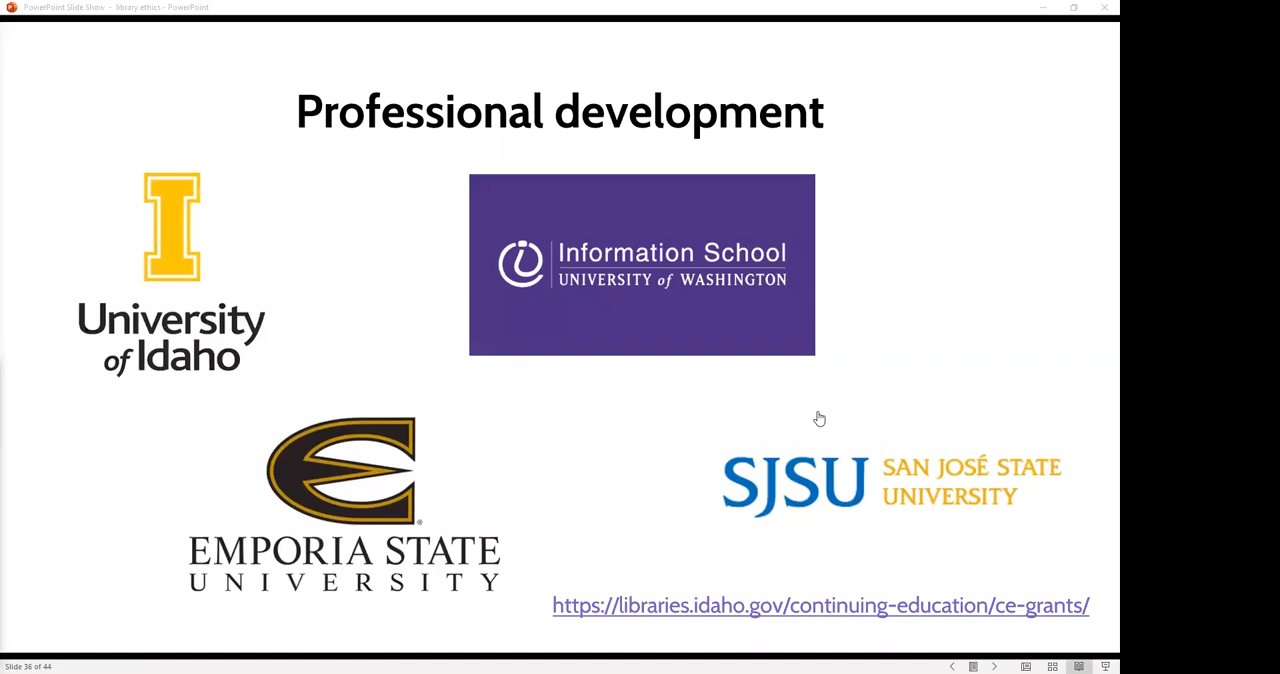 PowerPoint Slide Show - library ethics - PowerPoint
Professional development
University
of Idaho
Information School
UNIVERSITY of WASHINGTON
EMPORIA STATE
UNIVERSITY
SJSU
SAN JOSÉ STATE
UNIVERSITY
https://libraries.idaho.gov/continuing-education/ce-grants/
Slide 36 of 44